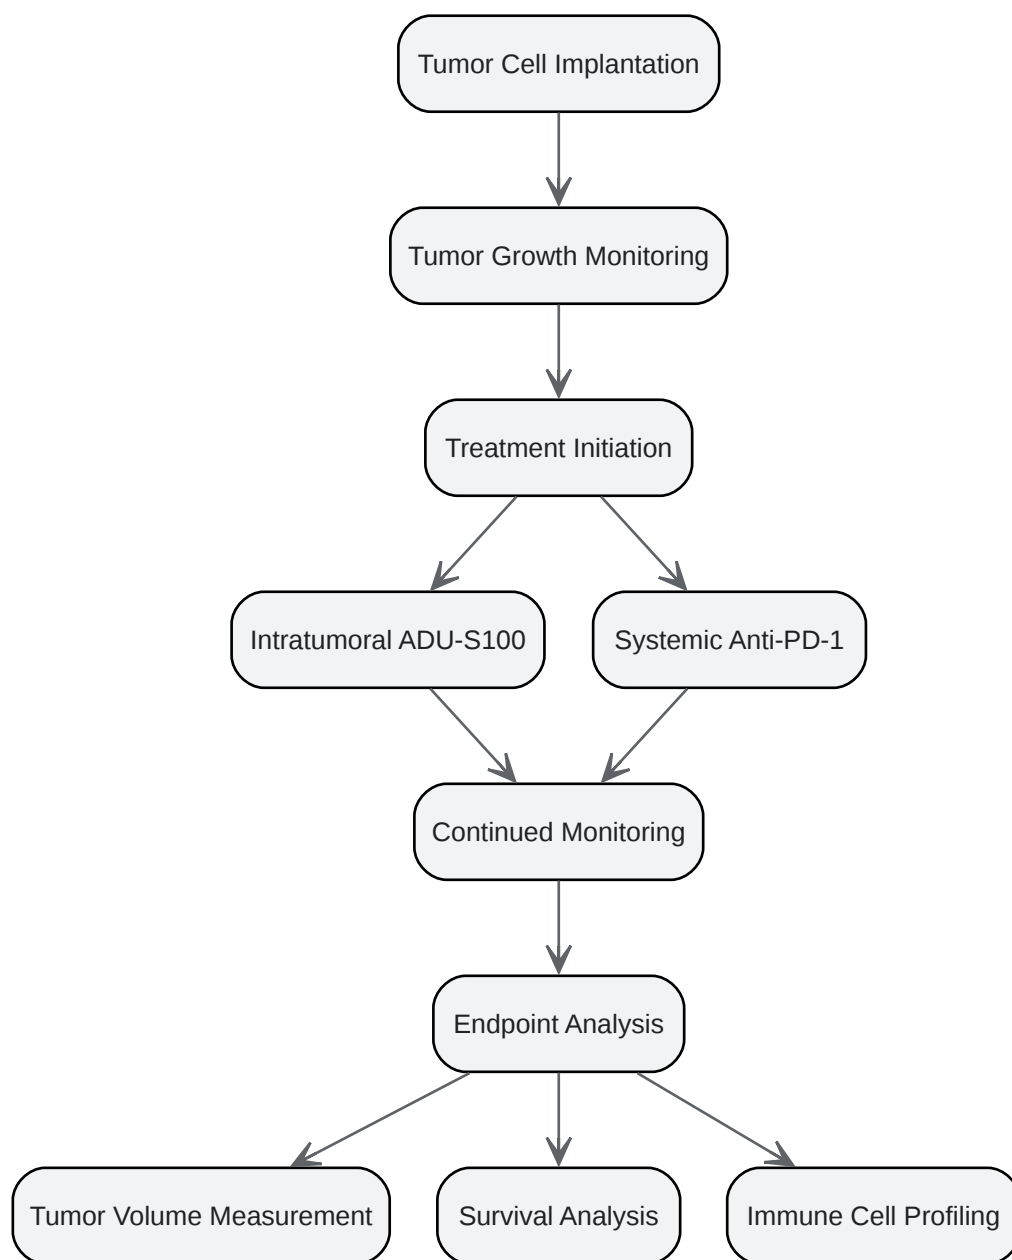 Tumor Cell Implantation
Tumor Growth Monitoring
Treatment Initiation
Intratumoral ADU-S100
Systemic Anti-PD-1
Continued Monitoring
Endpoint Analysis
Tumor Volume Measurement
Survival Analysis
Immune Cell Profiling